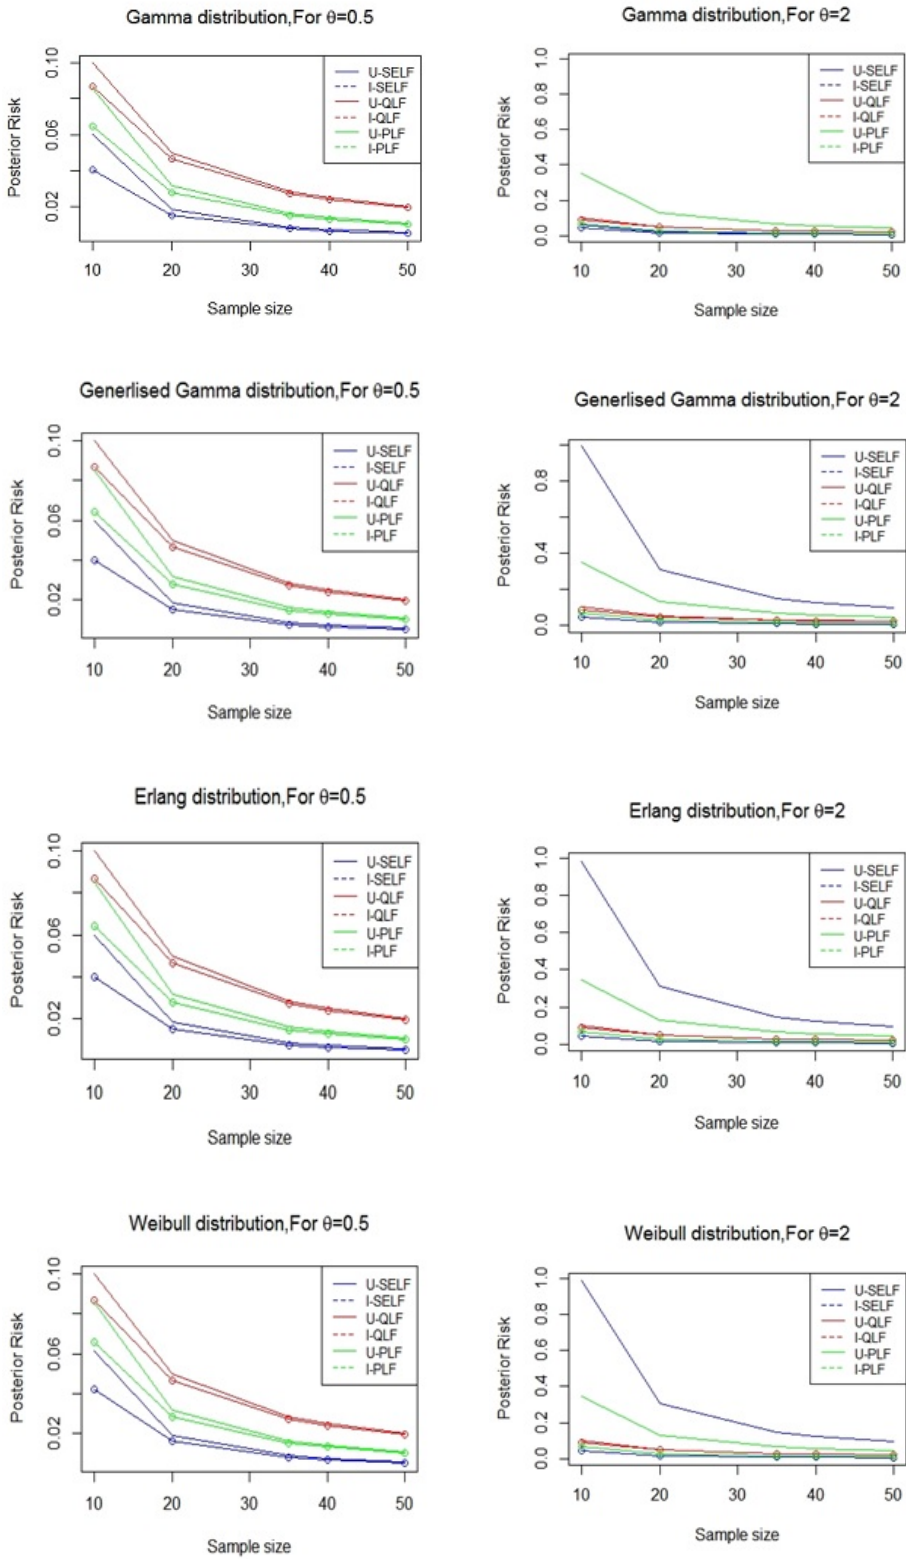 Gamma distribution,For θ=0.5
Posterior Risk
0.02 0.06 0.10
U-SELF
I-SELF
U-QLF
I-QLF
U-PLF
I-PLF
10 20 30 40 50
Sample size
Gamma distribution,For θ=2
Posterior Risk
0.0 0.2 0.4 0.6 0.8 1.0
U-SELF
I-SELF
U-QLF
I-QLF
U-PLF
I-PLF
10 20 30 40 50
Sample size
Generlised Gamma distribution,For θ=0.5
Posterior Risk
0.02 0.06 0.10
U-SELF
I-SELF
U-QLF
I-QLF
U-PLF
I-PLF
10 20 30 40 50
Sample size
Generlised Gamma distribution,For θ=2
Posterior Risk
0.0 0.4 0.8
U-SELF
I-SELF
U-QLF
I-QLF
U-PLF
I-PLF
10 20 30 40 50
Sample size
Erlang distribution,For θ=0.5
Posterior Risk
0.02 0.06 0.10
U-SELF
I-SELF
U-QLF
I-QLF
U-PLF
I-PLF
10 20 30 40 50
Sample size
Erlang distribution,For θ=2
Posterior Risk
0.0 0.2 0.4 0.6 0.8 1.0
U-SELF
I-SELF
U-QLF
I-QLF
U-PLF
I-PLF
10 20 30 40 50
Sample size
Weibull distribution,For θ=0.5
Posterior Risk
0.02 0.06 0.10
U-SELF
I-SELF
U-QLF
I-QLF
U-PLF
I-PLF
10 20 30 40 50
Sample size
Weibull distribution,For θ=2
Posterior Risk
0.0 0.2 0.4 0.6 0.8 1.0
U-SELF
I-SELF
U-QLF
I-QLF
U-PLF
I-PLF
10 20 30 40 50
Sample size